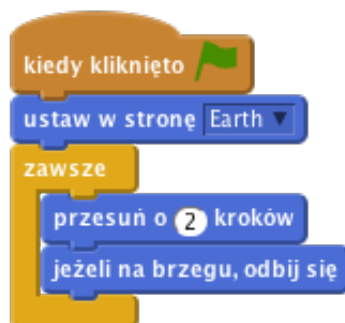 kiedy kliknięto
ustaw w stronę Earth
zawsze
przesuń o 2 kroków
jeżeli na brzegu, odbij się